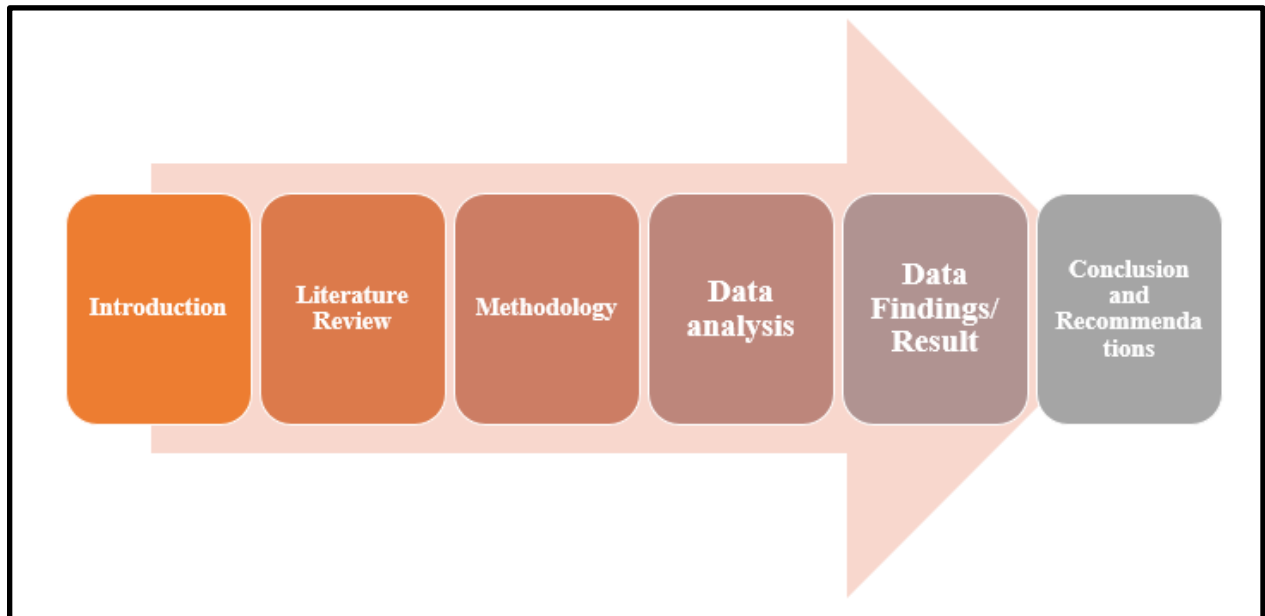 Introduction
Literature
Review
Methodology
Data
analysis
Data
Findings/
Result
Conclusion
and
Recommenda
tions